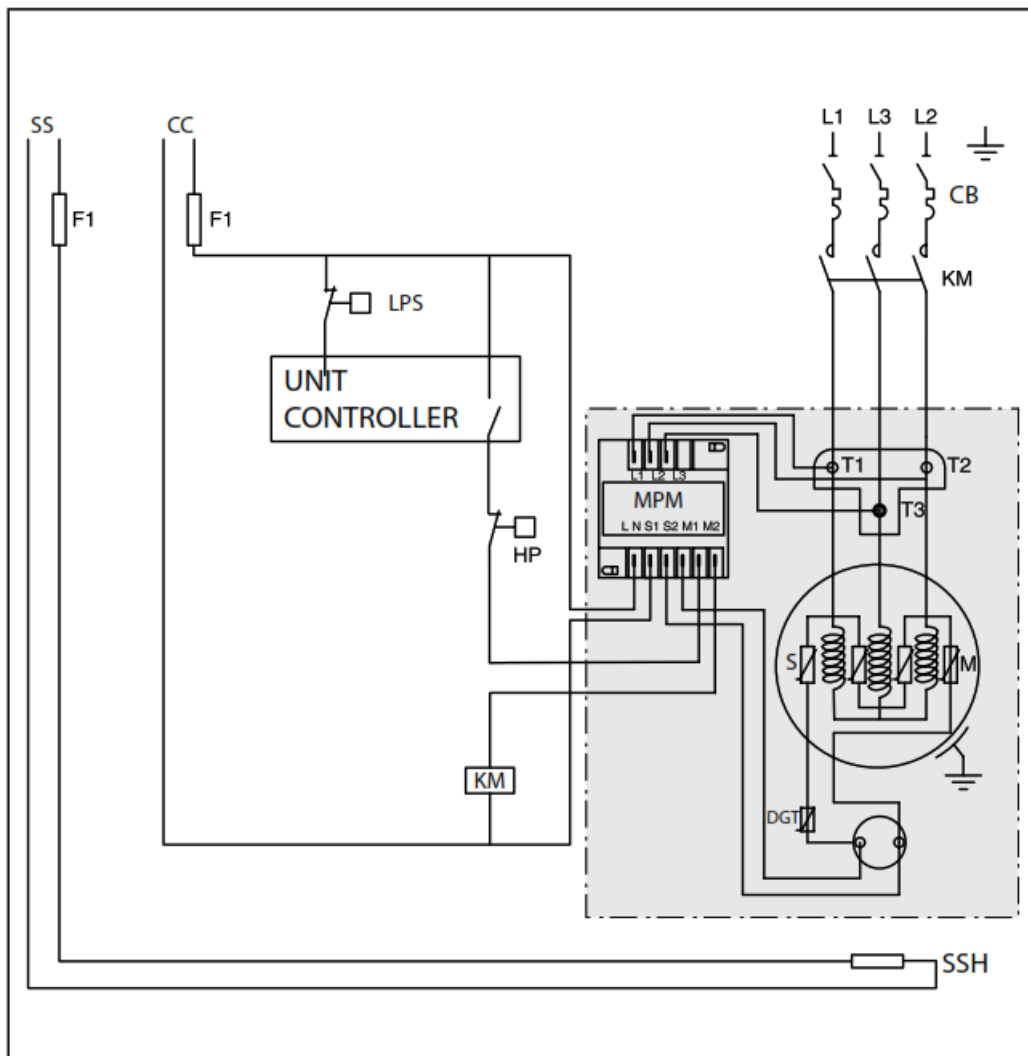 SS
CC
L1 L3 L2
F1
F1
CB
KM
LPS
UNIT
CONTROLLER
L1 L2 L3
MPM
L N S1 S2 M1 M2
T1
T2
T3
HP
S
M
KM
DGT
SSH